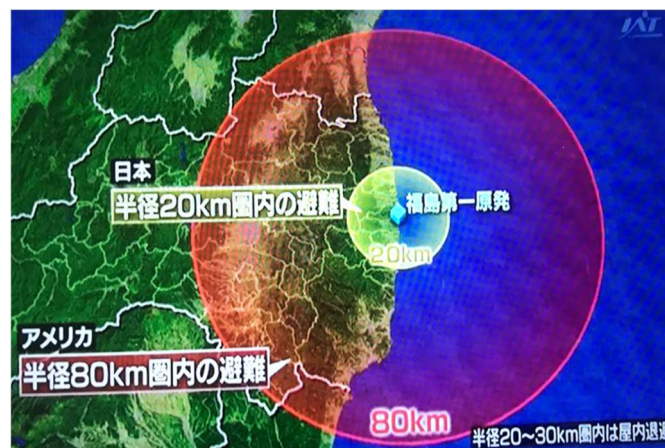 JAT
日本
半径20km圏内の避難
福島第一原発
20km
アメリカ
半径80km圏内の避難
80km
半径20～30km圏内は屋内退避